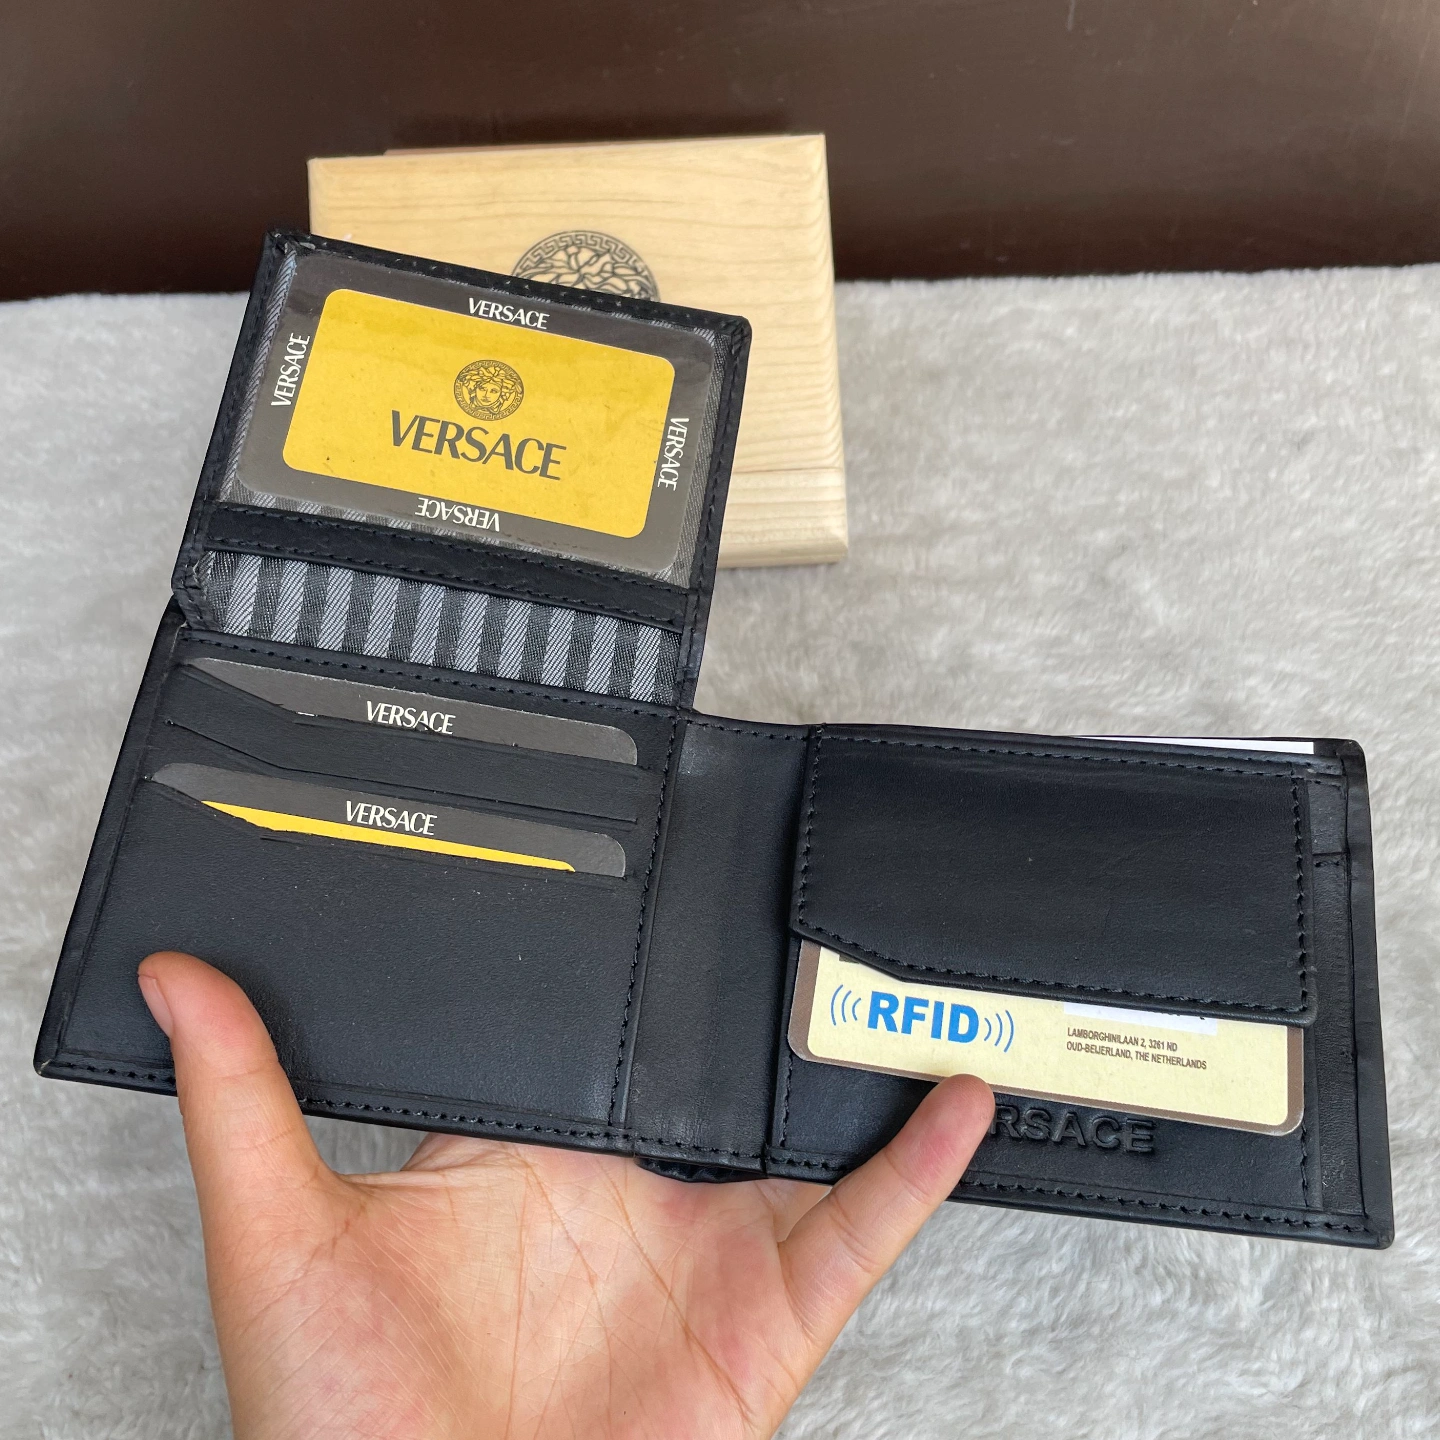 VERSACE
VERSACE
VERSACE
VERSACE
VERSACE
VERSACE
VERSACE
(((RFID)))
LAMBORGHINILAAN 2, 3261 ND
OUD-BEIJERLAND, THE NETHERLANDS
RSACE